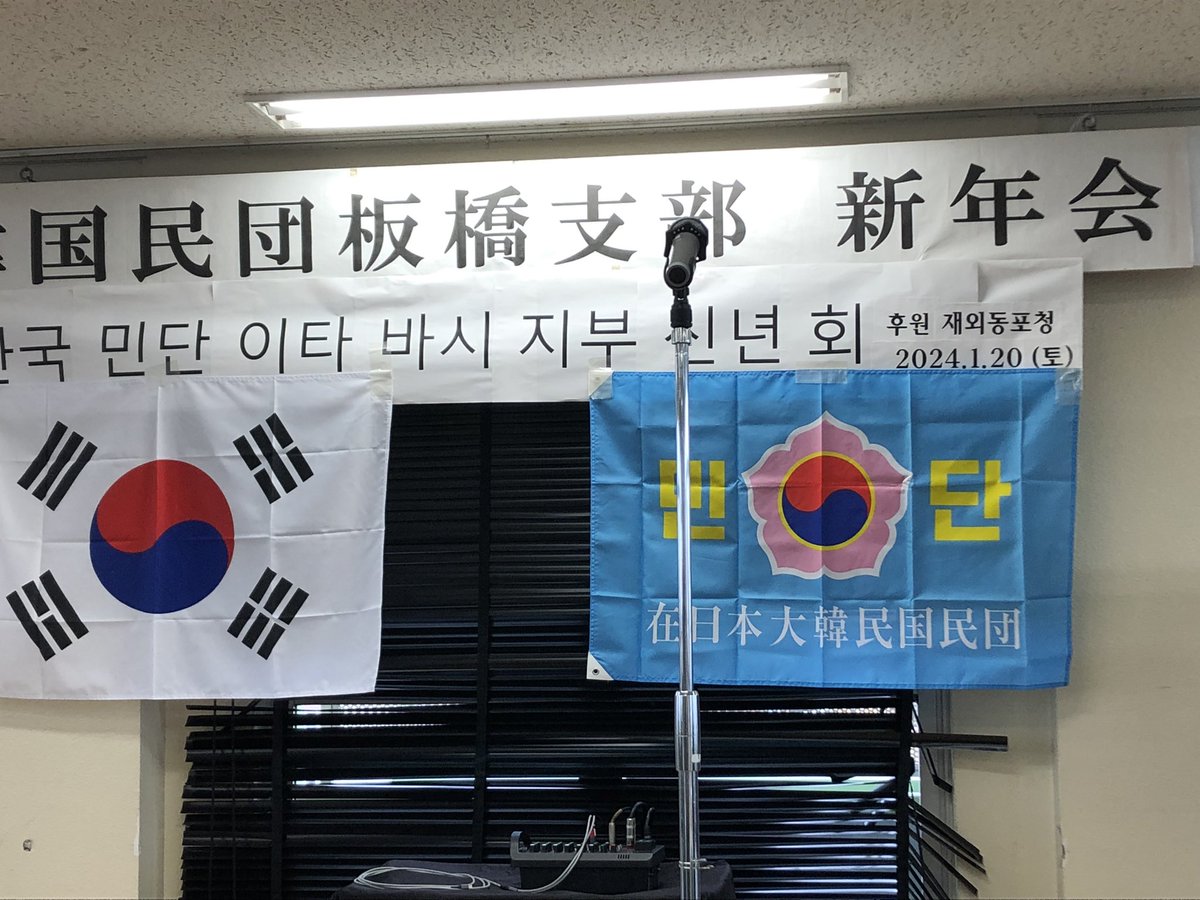 国民団板橋支部 新年会
국 민단 이타 바시 지부 신년 회
후원 재외동포청
2024.1.20 (토)
민 단
在日本大韓民国民団